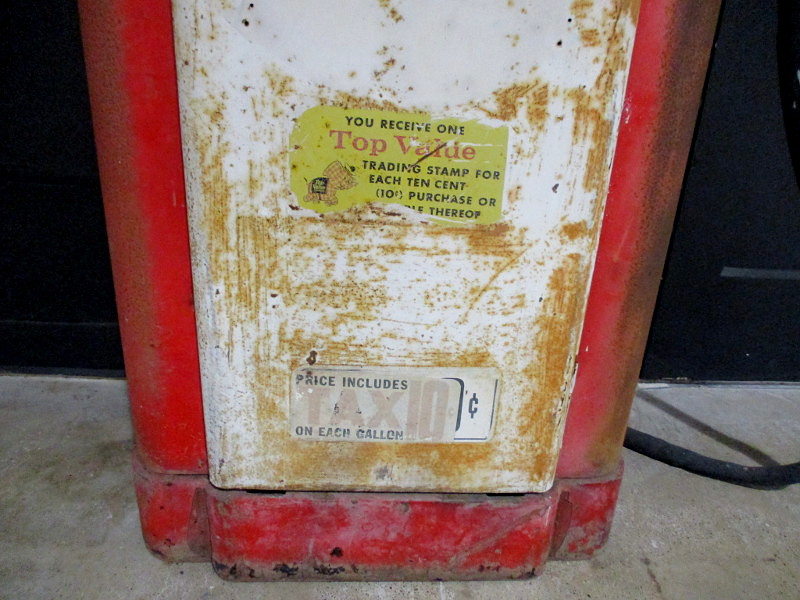 YOU RECEIVE ONE
Top Value
TRADING STAMP FOR
EACH TEN CENT
(10¢) PURCHASE OR
THEREOF
PRICE INCLUDES
TAX 10 ¢
ON EACH GALLON